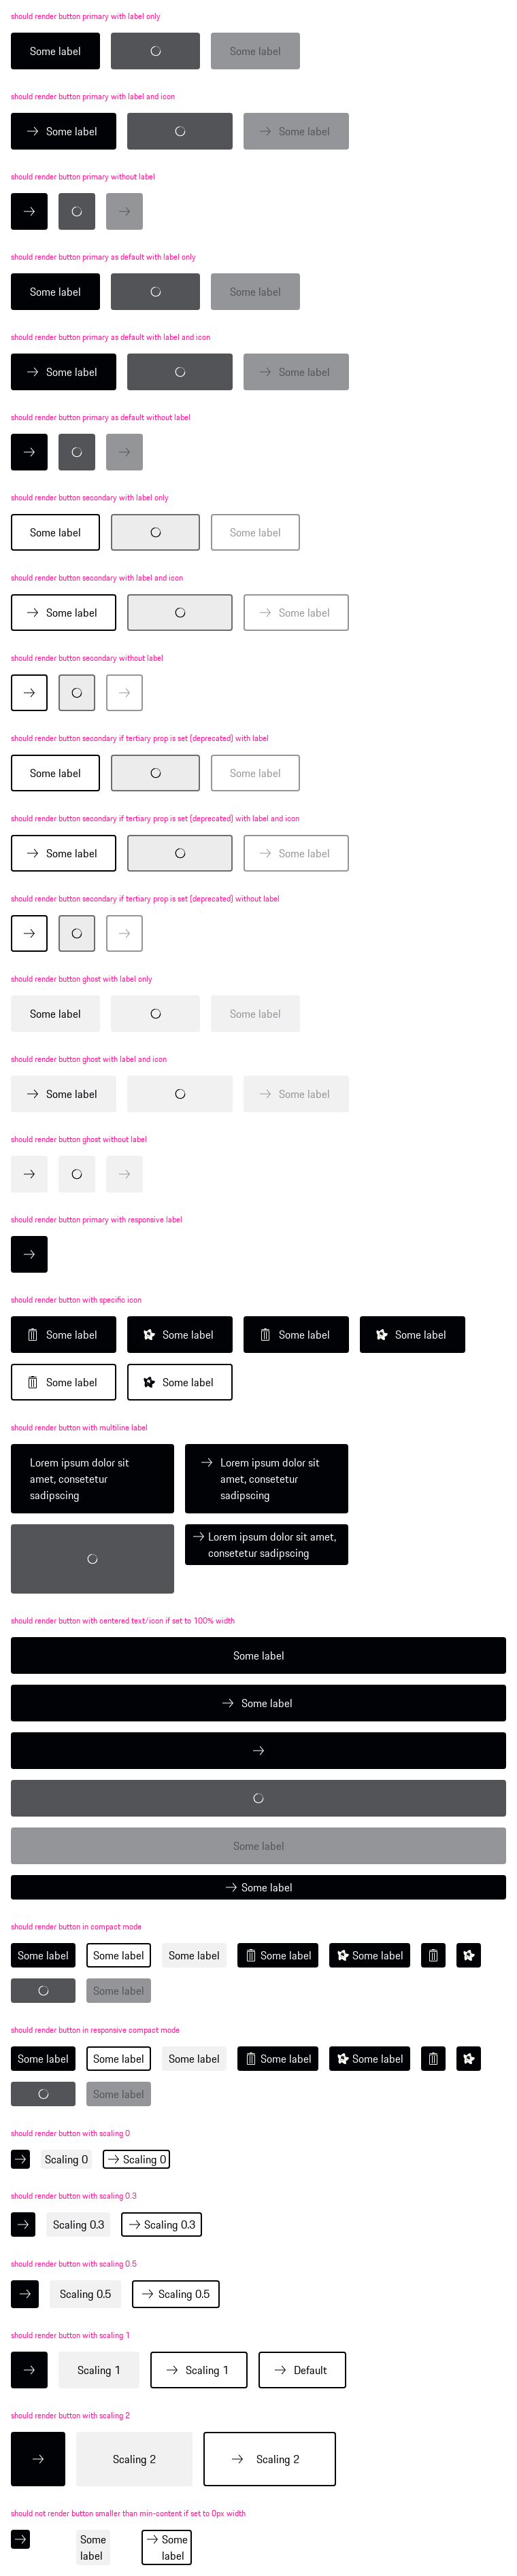 should render button primary with label only
Some label Some label
should render button primary with label and icon
Some label Some label
should render button primary without label
should render button primary as default with label only
Some label Some label
should render button primary as default with label and icon
Some label Some label
should render button primary as default without label
should render button secondary with label only
Some label Some label
should render button secondary with label and icon
Some label Some label
should render button secondary without label
should render button secondary if tertiary prop is set (deprecated) with label
Some label Some label
should render button secondary if tertiary prop is set (deprecated) with label and icon
Some label Some label
should render button secondary if tertiary prop is set (deprecated) without label
should render button ghost with label only
Some label Some label
should render button ghost with label and icon
Some label Some label
should render button ghost without label
should render button primary with responsive label
should render button with specific icon
Some label Some label Some label Some label
Some label Some label
should render button with multiline label
Lorem ipsum dolor sit
amet, consetetur
sadipscing
Lorem ipsum dolor sit
amet, consetetur
sadipscing
Lorem ipsum dolor sit amet,
consetetur sadipscing
should render button with centered text/icon if set to 100% width
Some label
Some label
Some label
Some label
should render button in compact mode
Some label Some label Some label Some label Some label
Some label
should render button in responsive compact mode
Some label Some label Some label Some label Some label
Some label
should render button with scaling 0
Scaling 0 Scaling 0
should render button with scaling 0.3
Scaling 0.3 Scaling 0.3
should render button with scaling 0.5
Scaling 0.5 Scaling 0.5
should render button with scaling 1
Scaling 1 Scaling 1 Default
should render button with scaling 2
Scaling 2 Scaling 2
should not render button smaller than min-content if set to 0px width
Some
label
Some
label